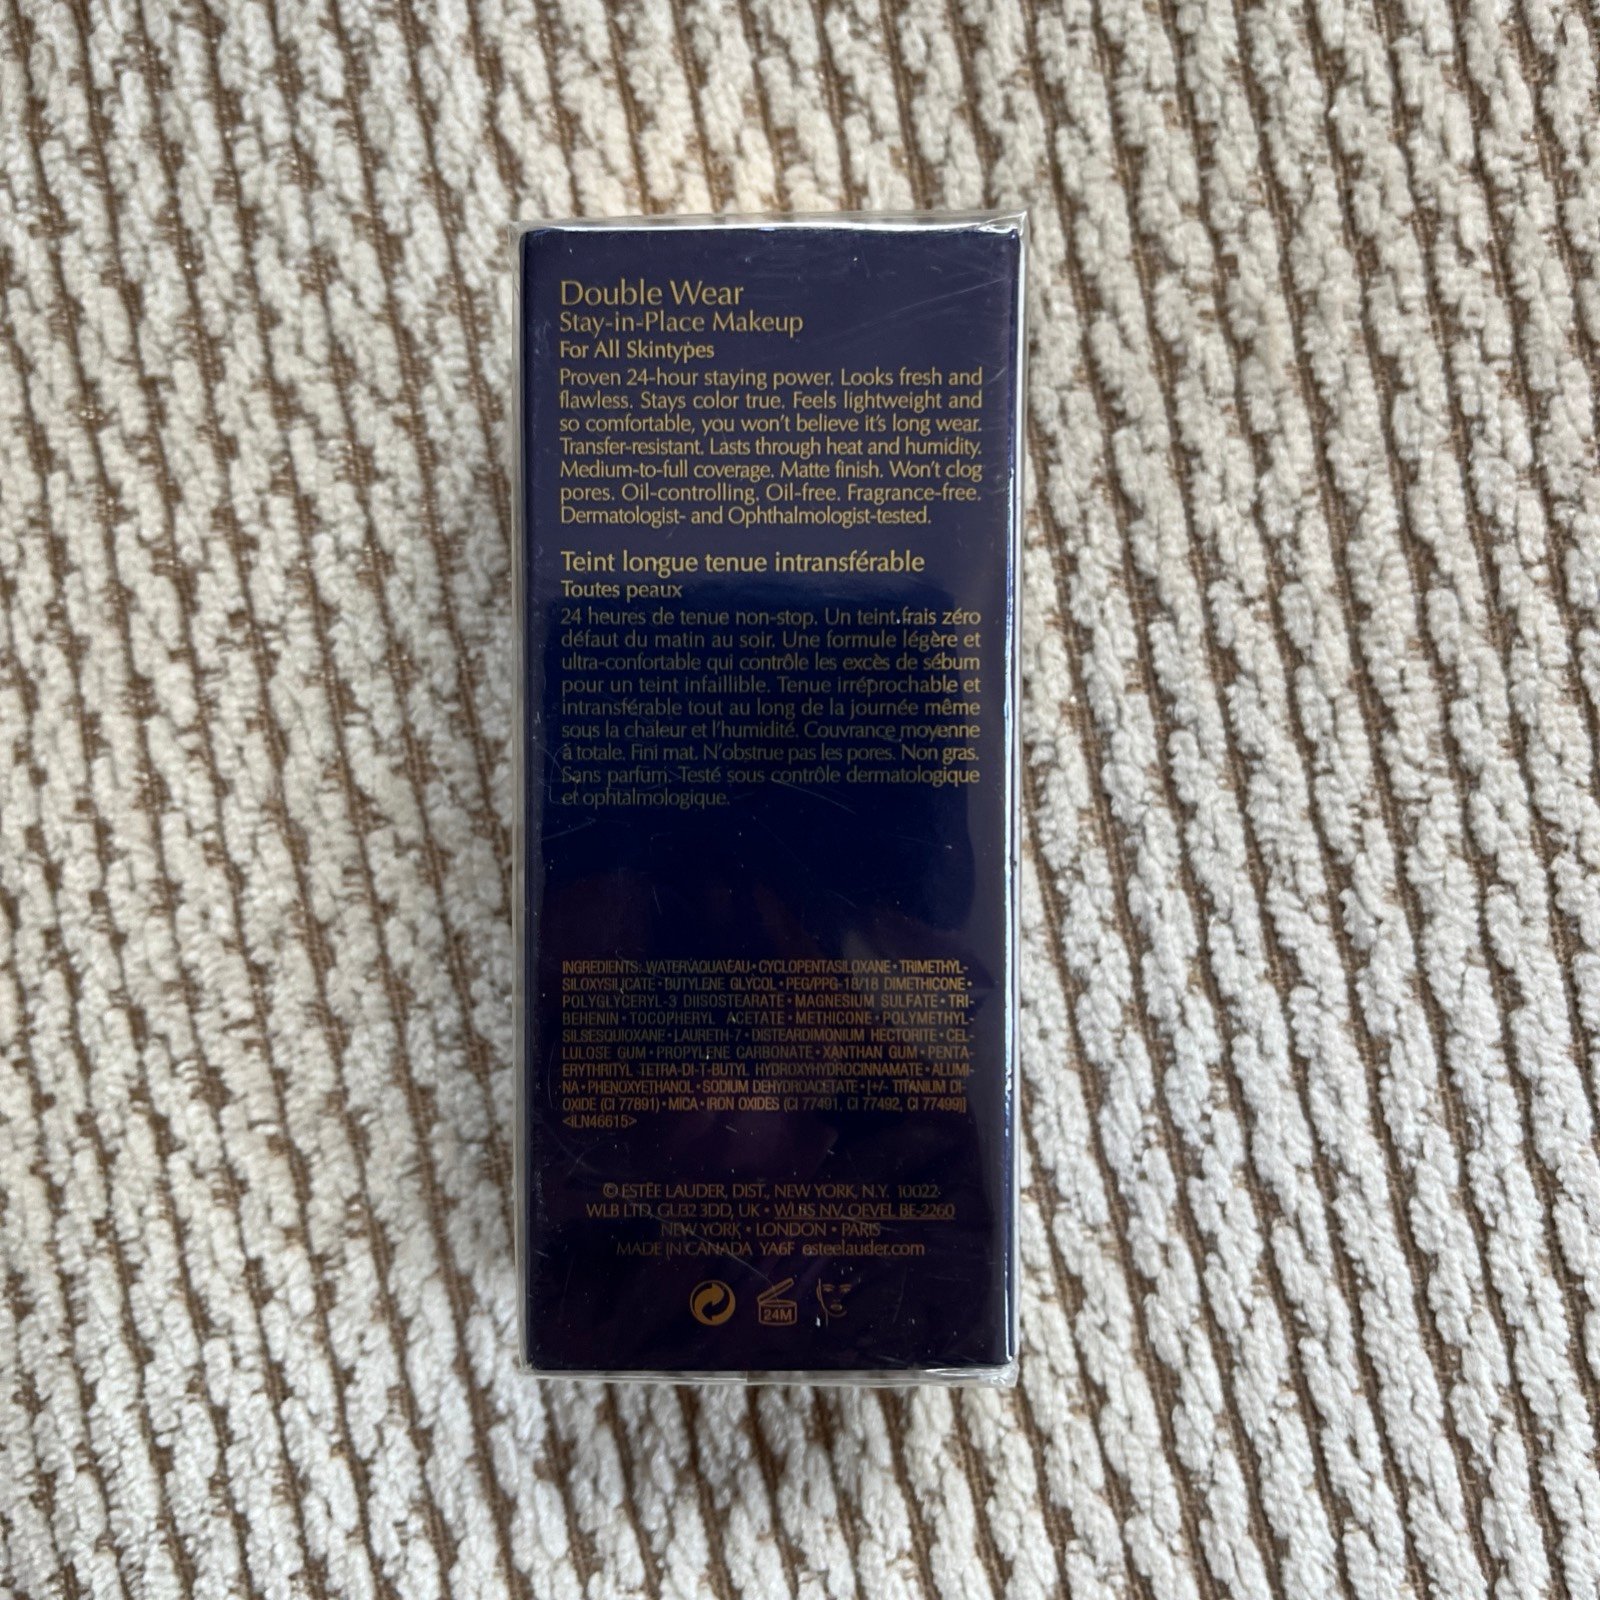 Double Wear
Stay-in-Place Makeup
For All Skintypes
Proven 24-hour staying power. Looks fresh and
flawless. Stays color true. Feels lightweight and
so comfortable, you won't believe it's long wear.
Transfer-resistant. Lasts through heat and humidity.
Medium-to-full coverage. Matte finish. Won't clog
pores. Oil-controlling. Oil-free. Fragrance-free.
Dermatologist- and Ophthalmologist-tested.
Teint longue tenue intransférable
Toutes peaux
24 heures de tenue non-stop. Un teint frais zéro
défaut du matin au soir. Une formule légère et
ultra-confortable qui contrôle les excès de sébum
pour un teint infaillible. Tenue irréprochable et
intransférable tout au long de la journée même
sous la chaleur et l'humidité. Couvrance moyenne
à totale. Fini mat. N'obstrue pas les pores. Non gras.
Sans parfum. Testé sous contrôle dermatologique
et ophtalmologique.
INGREDIENTS: WATER\AQUA\EAU • CYCLOPENTASILOXANE • TRIMETHYL-
SILOXYSILICATE • BUTYLENE GLYCOL • PEG/PPG-18/18 DIMETHICONE •
POLYGLYCERYL-3 DIISOSTEARATE • MAGNESIUM SULFATE • TRI-
BEHENIN • TOCOPHERYL ACETATE • METHICONE • POLYMETHYL-
SILSESQUIOXANE • LAURETH-7 • DISTEARDIMONIUM HECTORITE • CEL-
LULOSE GUM • PROPYLENE CARBONATE • XANTHAN GUM • PENTA-
ERYTHRITYL TETRA-DI-T-BUTYL HYDROXYHYDROCINNAMATE • ALUMI-
NA • PHENOXYETHANOL • SODIUM DEHYDROACETATE • [+/- TITANIUM DI-
OXIDE (CI 77891) • MICA • IRON OXIDES (CI 77491, CI 77492, CI 77499)]
<ILN46615>
© ESTĒE LAUDER, DIST., NEW YORK, N.Y. 10022
WLB LTD, GU32 3DD, UK • WLBS NV, OEVEL BE-2260
NEW YORK • LONDON • PARIS
MADE IN CANADA YA6F esteelauder.com
24M